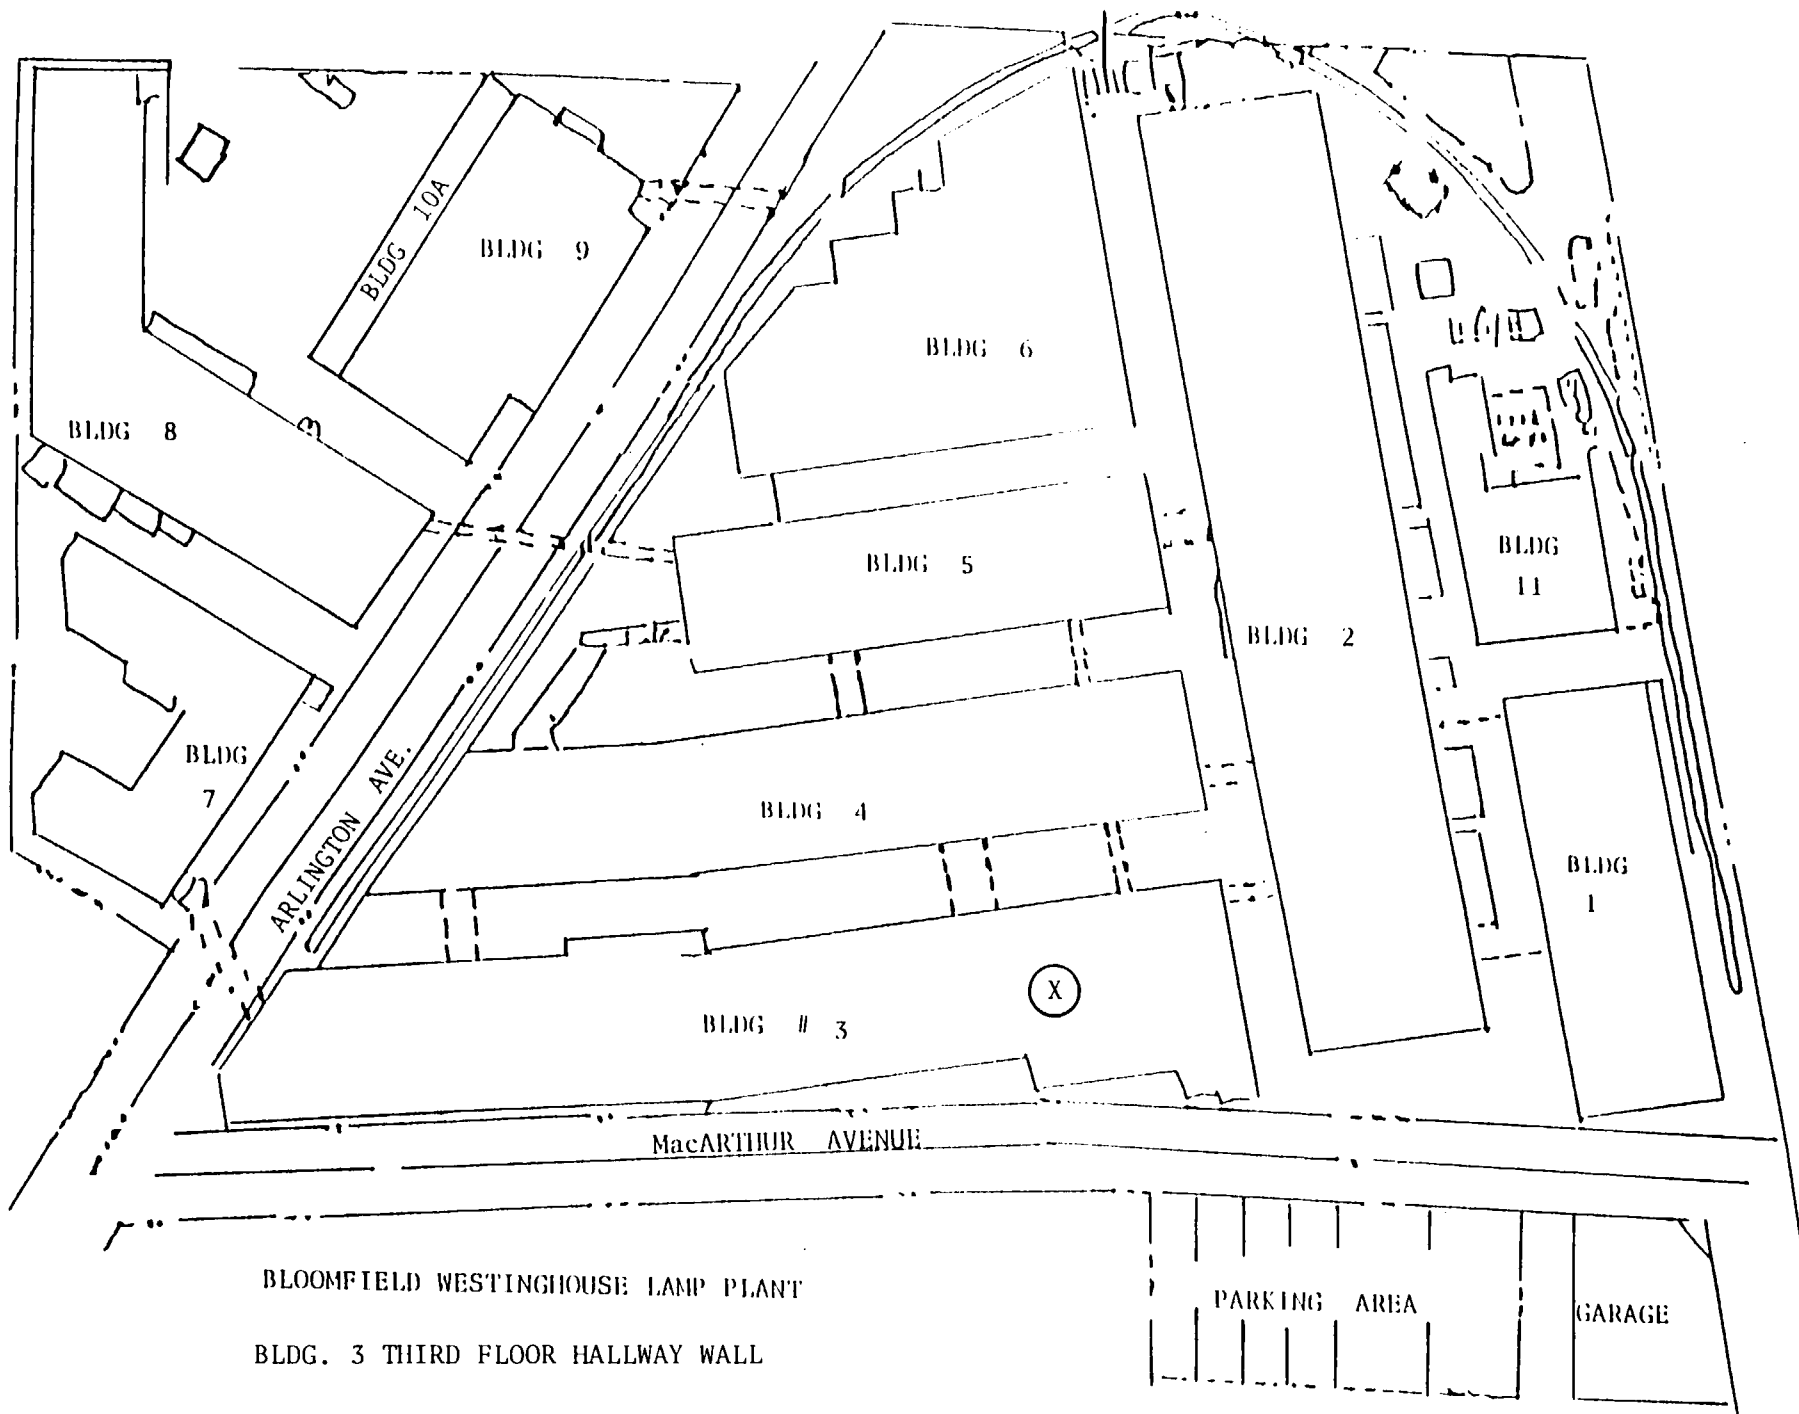 BLDG 10A
BLDG 9
BLDG 6
BLDG 8
BLDG 5
BLDG
11
BLDG 2
BLDG
7
ARLINGTON AVE.
BLDG 4
BLDG
1
X
BLDG # 3
MacARTHUR AVENUE
BLOOMFIELD WESTINGHOUSE LAMP PLANT
PARKING AREA
GARAGE
BLDG. 3 THIRD FLOOR HALLWAY WALL